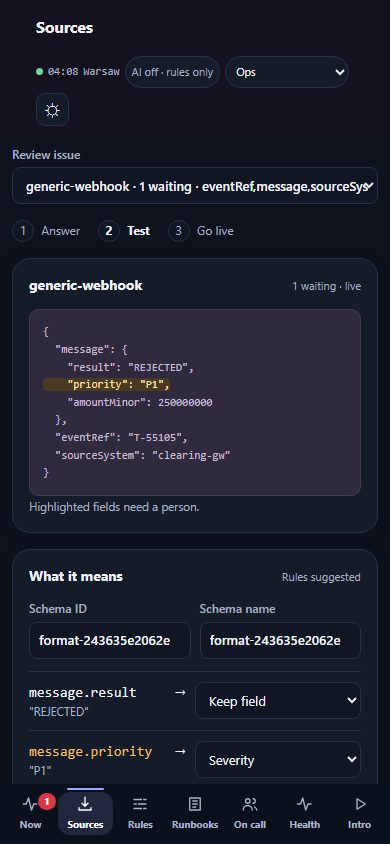 Sources
04:08 Warsaw
AI off · rules only
Ops
Review issue
generic-webhook · 1 waiting · eventRef,message,sourceSys
1 Answer
2 Test
3 Go live
generic-webhook
1 waiting · live
{
"message": {
"result": "REJECTED",
"priority": "P1",
"amountMinor": 250000000
},
"eventRef": "T-55105",
"sourceSystem": "clearing-gw"
}
Highlighted fields need a person.
What it means
Rules suggested
Schema ID
Schema name
format-243635e2062e
format-243635e2062e
message.result → Keep field
"REJECTED"
message.priority → Severity
"P1"
1
Now
Sources
Rules
Runbooks
On call
Health
Intro